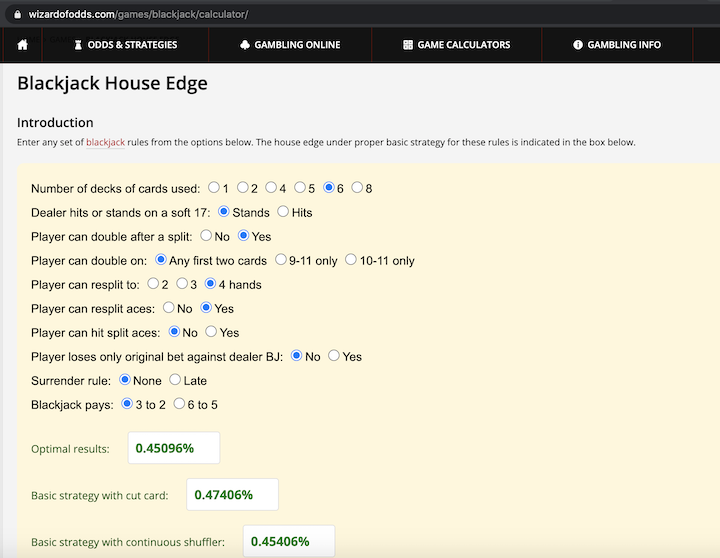 wizardofodds.com/games/blackjack/calculator/
ODDS & STRATEGIES GAMBLING ONLINE GAME CALCULATORS GAMBLING INFO
Blackjack House Edge
Introduction
Enter any set of blackjack rules from the options below. The house edge under proper basic strategy for these rules is indicated in the box below.
Number of decks of cards used: 1 2 4 5 6 8
Dealer hits or stands on a soft 17: Stands Hits
Player can double after a split: No Yes
Player can double on: Any first two cards 9-11 only 10-11 only
Player can resplit to: 2 3 4 hands
Player can resplit aces: No Yes
Player can hit split aces: No Yes
Player loses only original bet against dealer BJ: No Yes
Surrender rule: None Late
Blackjack pays: 3 to 2 6 to 5
Optimal results: 0.45096%
Basic strategy with cut card: 0.47406%
Basic strategy with continuous shuffler: 0.45406%